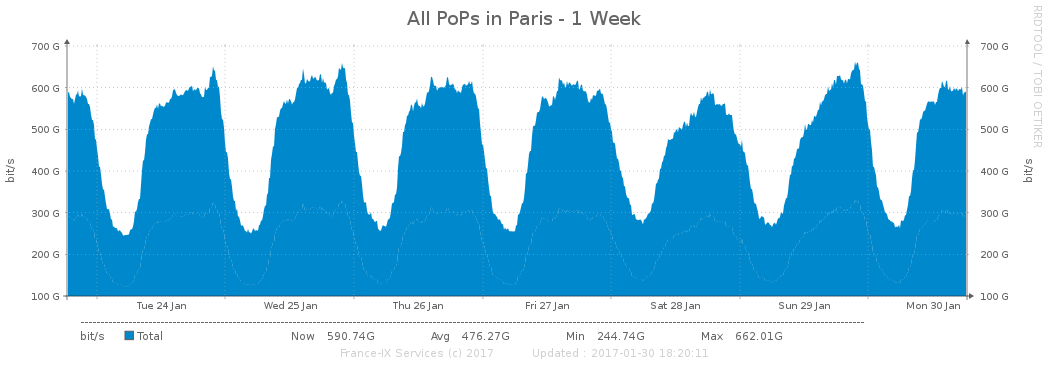 All PoPs in Paris - 1 Week
RRDTOOL / TOBI OETIKER
bit/s
700 G 700 G
600 G 600 G
500 G 500 G
400 G 400 G
300 G 300 G
200 G 200 G
100 G 100 G
bit/s
Tue 24 Jan Wed 25 Jan Thu 26 Jan Fri 27 Jan Sat 28 Jan Sun 29 Jan Mon 30 Jan
bit/s Total Now 590.74G Avg 476.27G Min 244.74G Max 662.01G
France-IX Services (c) 2017 Updated : 2017-01-30 18:20:11